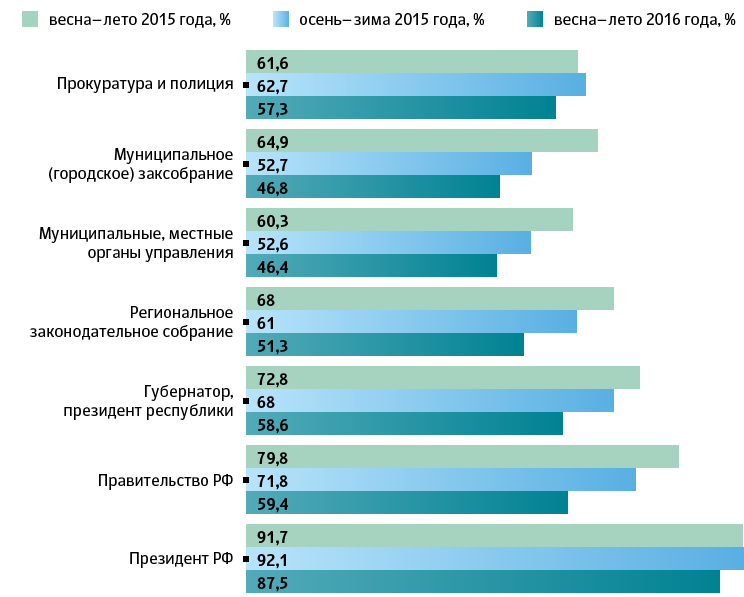 весна–лето 2015 года, %
осень–зима 2015 года, %
весна–лето 2016 года, %
Прокуратура и полиция
61,6
62,7
57,3
Муниципальное
(городское) заксобрание
64,9
52,7
46,8
Муниципальные, местные
органы управления
60,3
52,6
46,4
Региональное
законодательное собрание
68
61
51,3
Губернатор,
президент республики
72,8
68
58,6
Правительство РФ
79,8
71,8
59,4
Президент РФ
91,7
92,1
87,5